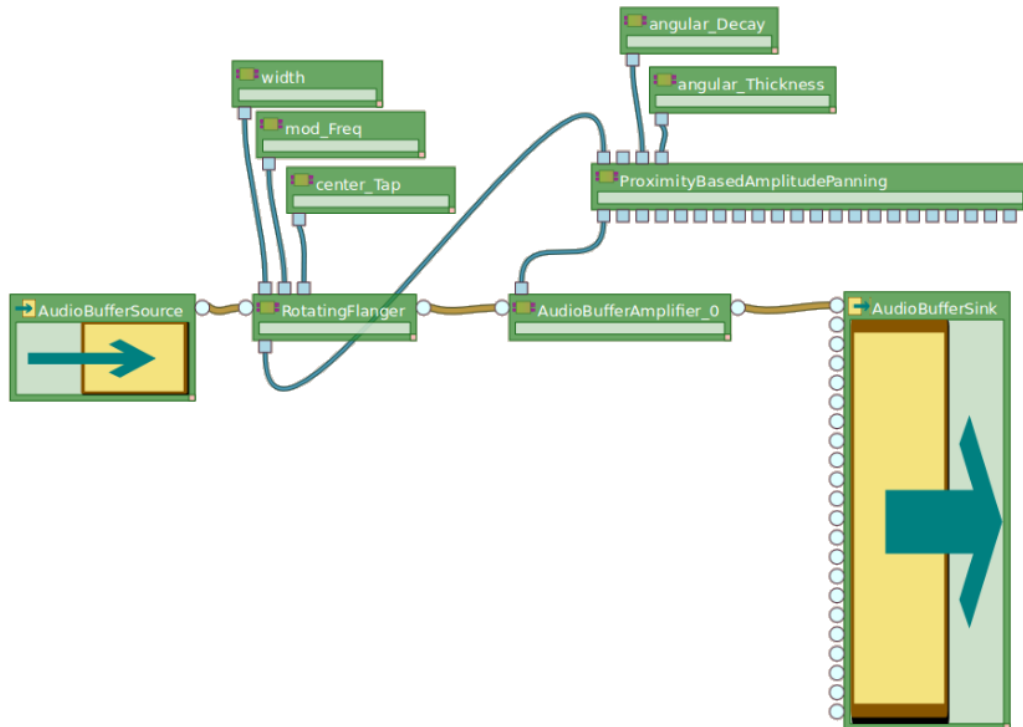 angular_Decay
width
angular_Thickness
mod_Freq
center_Tap
ProximityBasedAmplitudePanning
AudioBufferSource
RotatingFlanger
AudioBufferAmplifier_0
AudioBufferSink